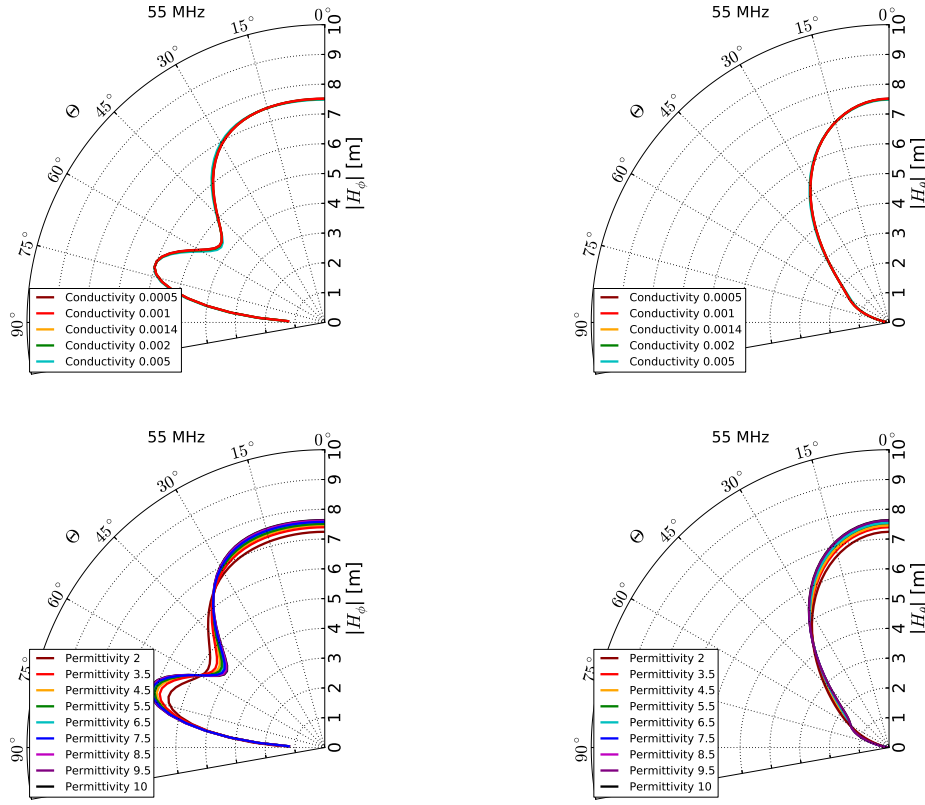 55 MHz
0°
15°
30°
45°
60°
75°
90°
Θ
10
9
8
7
6
5
4
3
2
1
0
|H_ϕ| [m]
Conductivity 0.0005
Conductivity 0.001
Conductivity 0.0014
Conductivity 0.002
Conductivity 0.005
55 MHz
0°
15°
30°
45°
60°
75°
90°
Θ
10
9
8
7
6
5
4
3
2
1
0
|H_θ| [m]
Conductivity 0.0005
Conductivity 0.001
Conductivity 0.0014
Conductivity 0.002
Conductivity 0.005
55 MHz
0°
15°
30°
45°
60°
75°
90°
Θ
10
9
8
7
6
5
4
3
2
1
0
|H_ϕ| [m]
Permittivity 2
Permittivity 3.5
Permittivity 4.5
Permittivity 5.5
Permittivity 6.5
Permittivity 7.5
Permittivity 8.5
Permittivity 9.5
Permittivity 10
55 MHz
0°
15°
30°
45°
60°
75°
90°
Θ
10
9
8
7
6
5
4
3
2
1
0
|H_θ| [m]
Permittivity 2
Permittivity 3.5
Permittivity 4.5
Permittivity 5.5
Permittivity 6.5
Permittivity 7.5
Permittivity 8.5
Permittivity 9.5
Permittivity 10